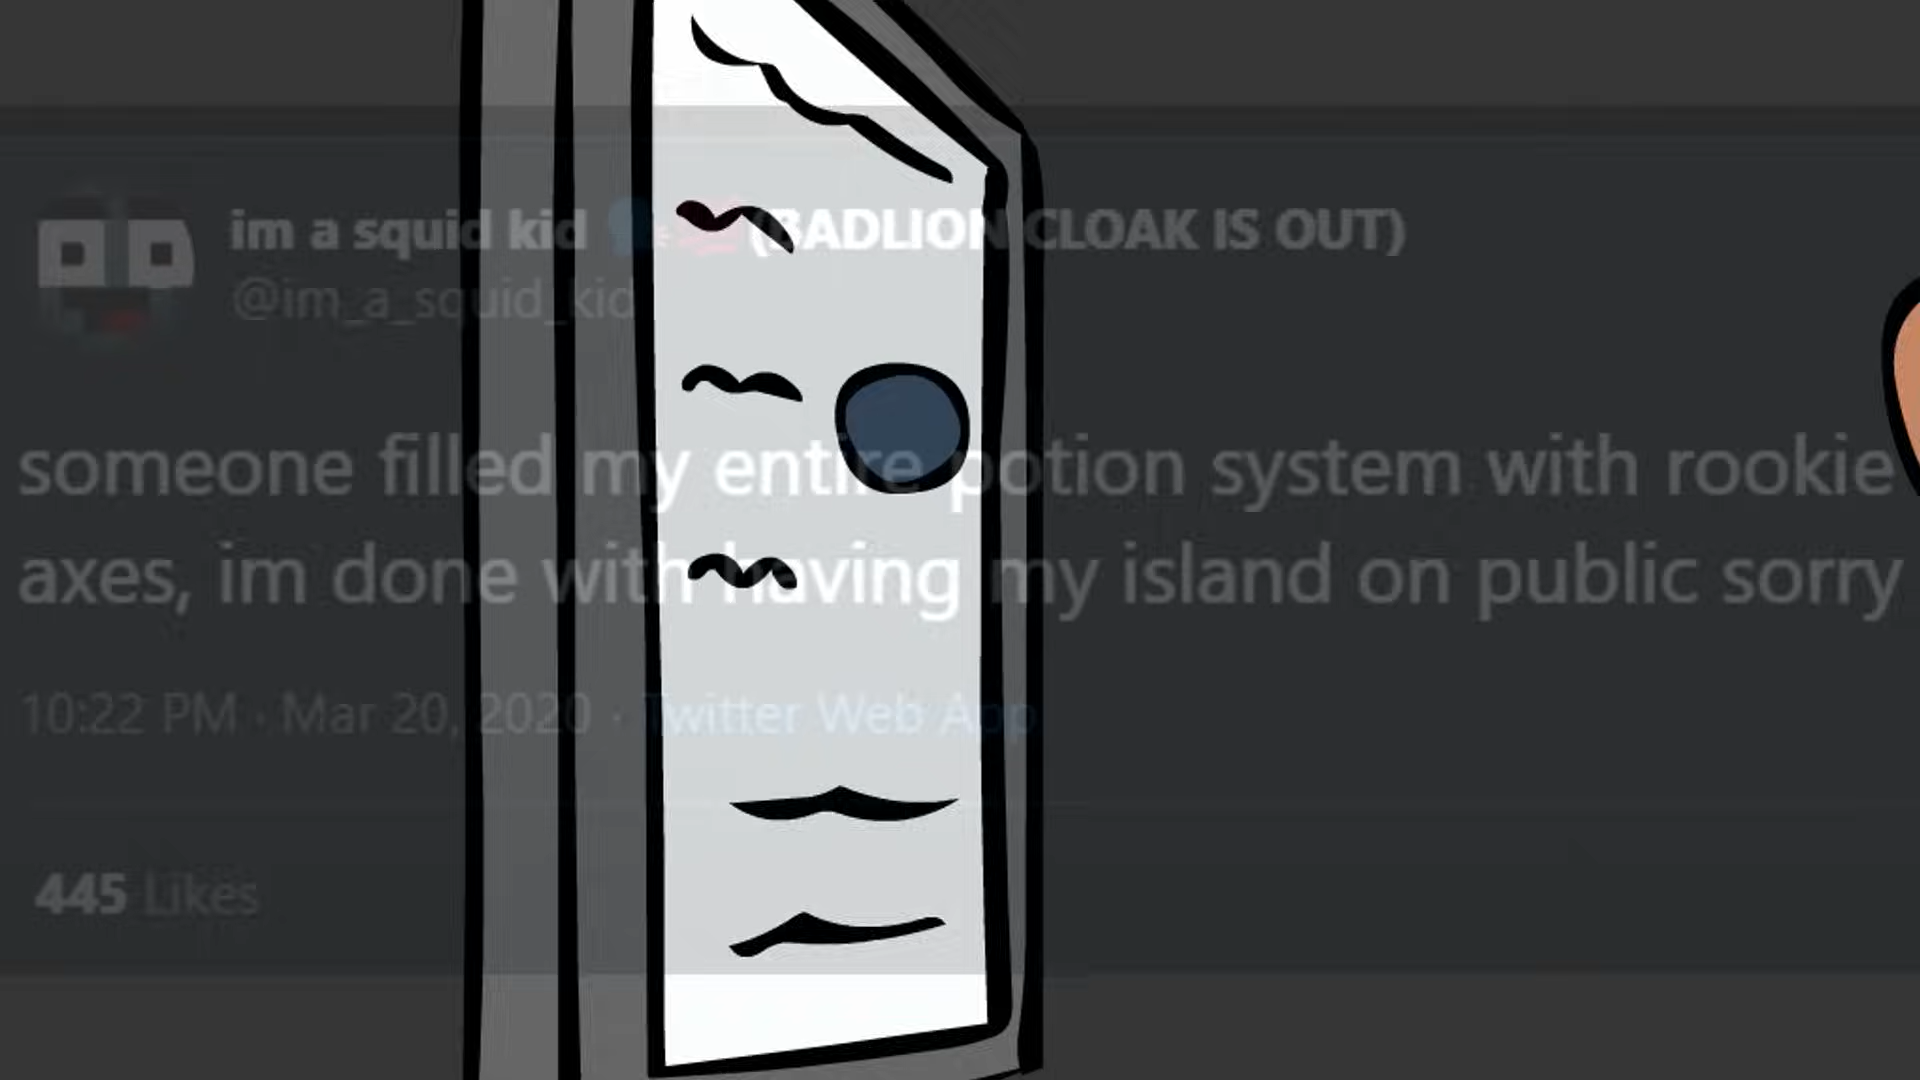 im a squid kid (BADLION CLOAK IS OUT)
@im_a_squid_kid
someone filled my entire potion system with rookie
axes, im done with having my island on public sorry
10:22 PM · Mar 20, 2020 · Twitter Web App
445 Likes